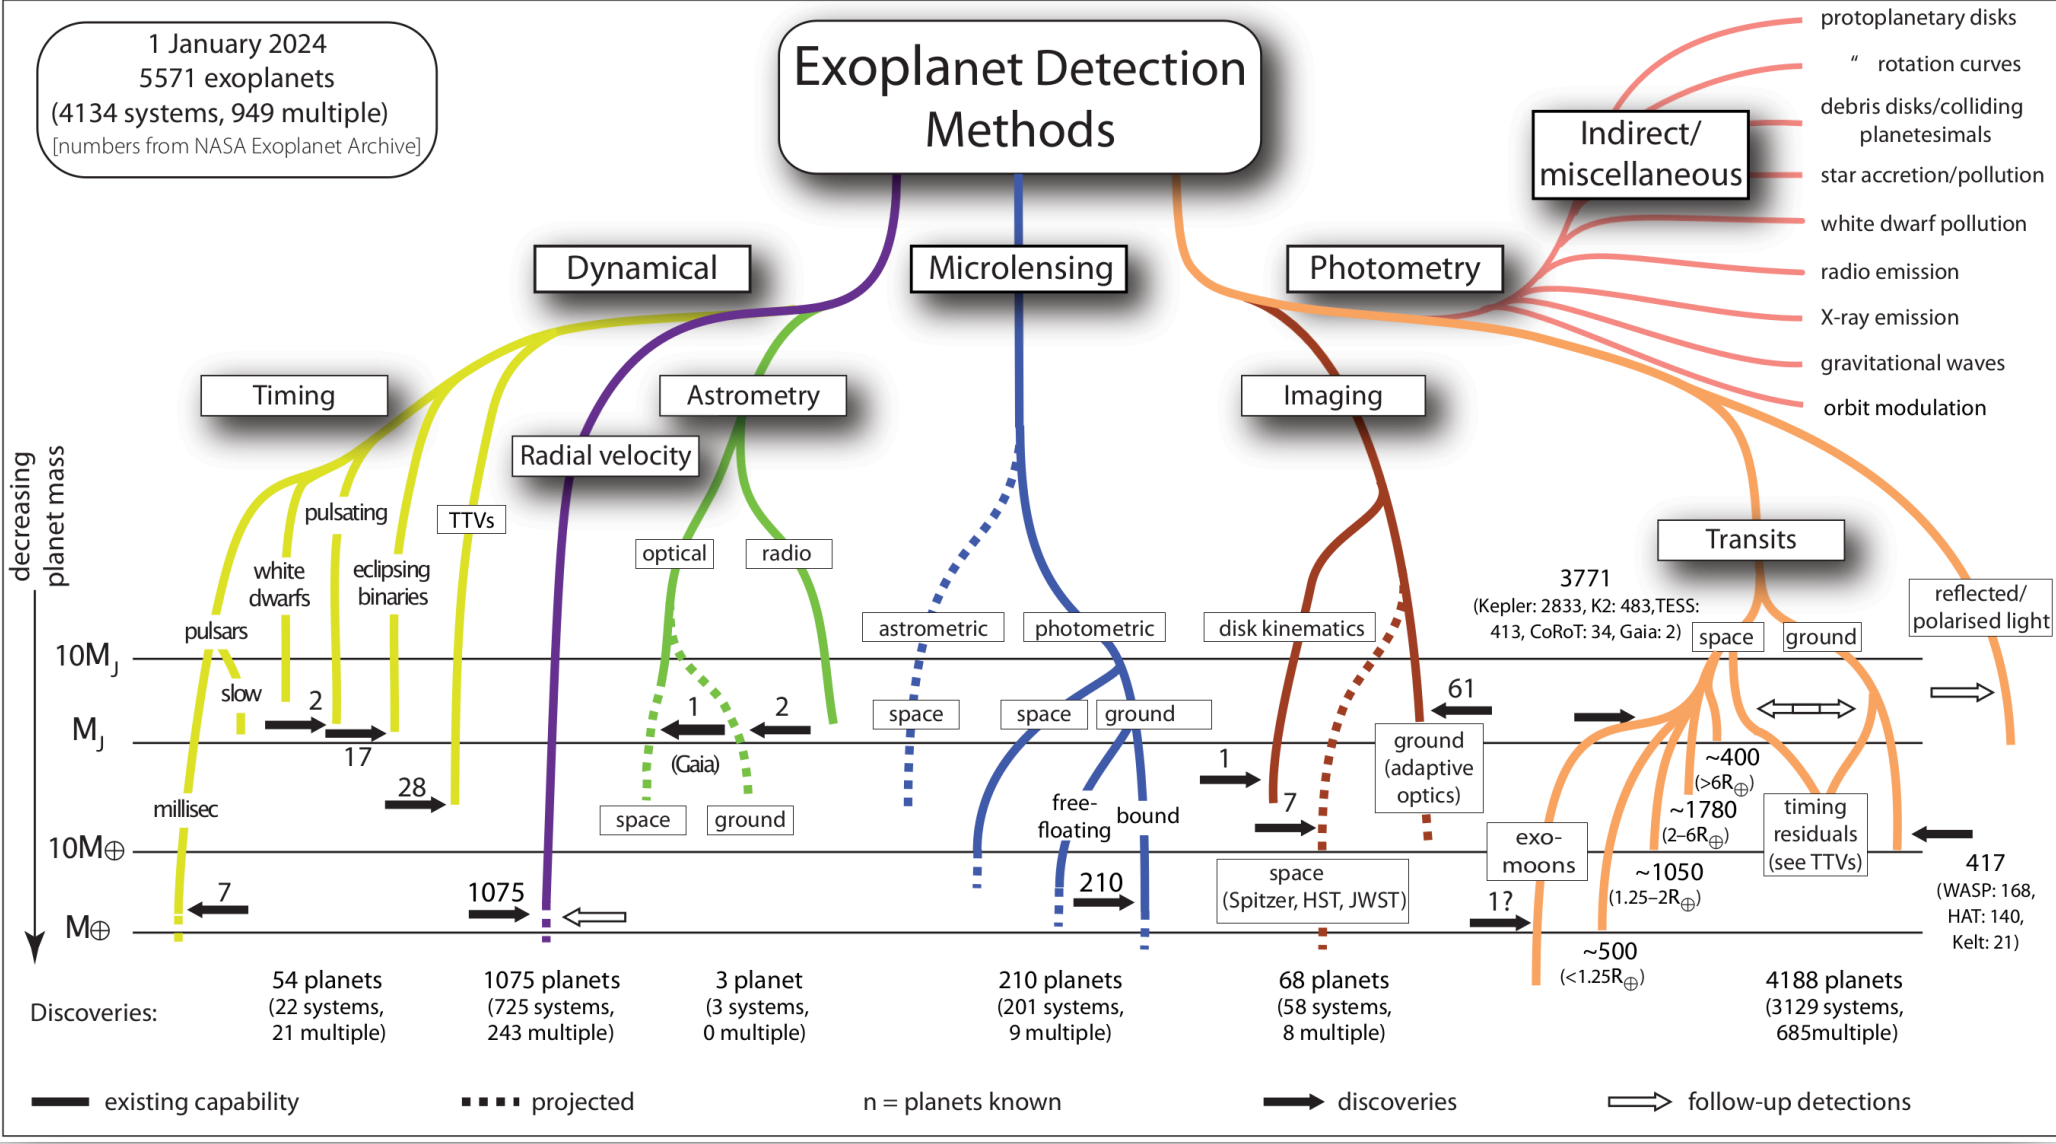 1 January 2024
5571 exoplanets
(4134 systems, 949 multiple)
[numbers from NASA Exoplanet Archive]
Exoplanet Detection
Methods
Indirect/
miscellaneous
protoplanetary disks
“ rotation curves
debris disks/colliding
planetesimals
star accretion/pollution
white dwarf pollution
radio emission
X-ray emission
gravitational waves
orbit modulation
Dynamical
Microlensing
Photometry
Timing
Astrometry
Imaging
Radial velocity
decreasing
planet mass
pulsating
TTVs
optical
radio
Transits
white
dwarfs
eclipsing
binaries
3771
(Kepler: 2833, K2: 483,TESS:
413, CoRoT: 34, Gaia: 2)
reflected/
polarised light
pulsars
astrometric
photometric
disk kinematics
space
ground
10MJ
slow
2
1
2
space
space
ground
61
MJ
17
(Gaia)
1
ground
(adaptive
optics)
~400
(>6R⊕)
28
millisec
space
ground
free-
floating
bound
7
exo-
moons
~1780
(2–6R⊕)
timing
residuals
(see TTVs)
10M⊕
7
1075
210
space
(Spitzer, HST, JWST)
1?
~1050
(1.25–2R⊕)
417
(WASP: 168,
HAT: 140,
Kelt: 21)
M⊕
~500
(<1.25R⊕)
Discoveries:
54 planets
(22 systems,
21 multiple)
1075 planets
(725 systems,
243 multiple)
3 planet
(3 systems,
0 multiple)
210 planets
(201 systems,
9 multiple)
68 planets
(58 systems,
8 multiple)
4188 planets
(3129 systems,
685multiple)
existing capability
projected
n = planets known
discoveries
follow-up detections